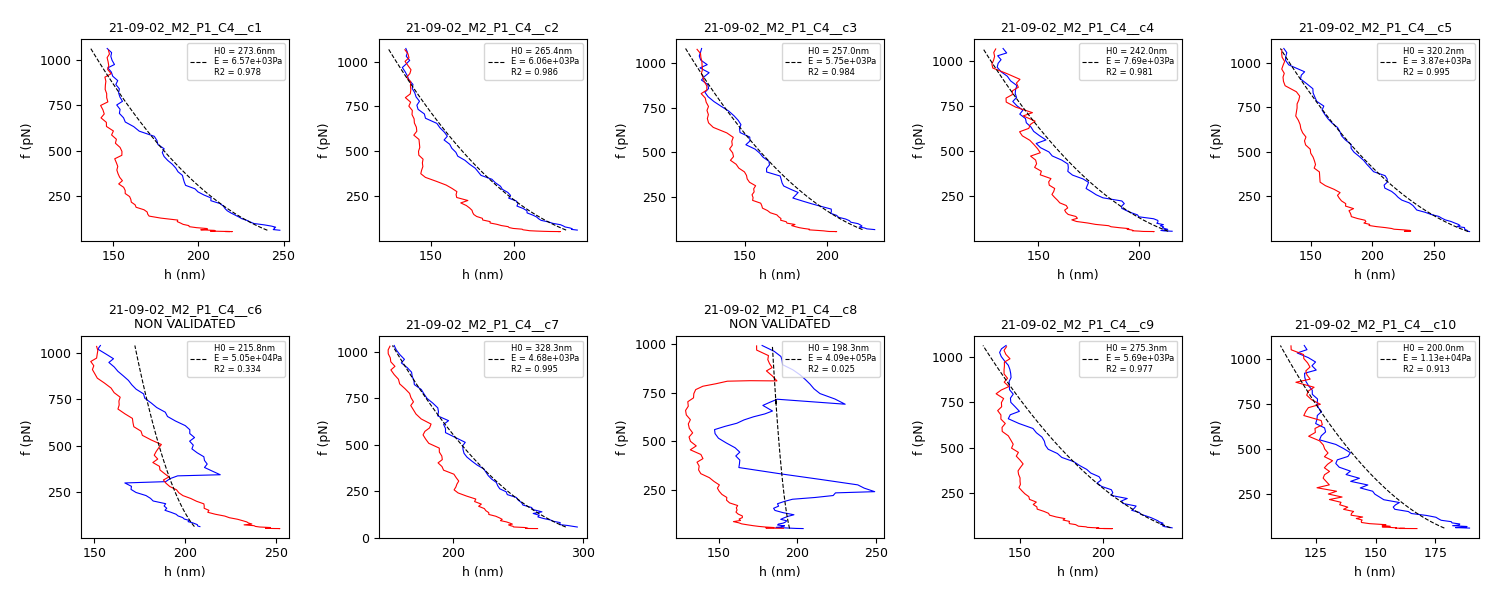 21-09-02_M2_P1_C4__c1
H0 = 273.6nm
E = 6.57e+03Pa
R2 = 0.978
1000
750
500
250
150
200
250
f (pN)
h (nm)
21-09-02_M2_P1_C4__c2
H0 = 265.4nm
E = 6.06e+03Pa
R2 = 0.986
1000
750
500
250
150
200
f (pN)
h (nm)
21-09-02_M2_P1_C4__c3
H0 = 257.0nm
E = 5.75e+03Pa
R2 = 0.984
1000
750
500
250
150
200
f (pN)
h (nm)
21-09-02_M2_P1_C4__c4
H0 = 242.0nm
E = 7.69e+03Pa
R2 = 0.981
1000
750
500
250
150
200
f (pN)
h (nm)
21-09-02_M2_P1_C4__c5
H0 = 320.2nm
E = 3.87e+03Pa
R2 = 0.995
1000
750
500
250
150
200
250
f (pN)
h (nm)
21-09-02_M2_P1_C4__c6
NON VALIDATED
H0 = 215.8nm
E = 5.05e+04Pa
R2 = 0.334
1000
750
500
250
150
200
250
f (pN)
h (nm)
21-09-02_M2_P1_C4__c7
H0 = 328.3nm
E = 4.68e+03Pa
R2 = 0.995
1000
750
500
250
0
200
300
f (pN)
h (nm)
21-09-02_M2_P1_C4__c8
NON VALIDATED
H0 = 198.3nm
E = 4.09e+05Pa
R2 = 0.025
1000
750
500
250
150
200
250
f (pN)
h (nm)
21-09-02_M2_P1_C4__c9
H0 = 275.3nm
E = 5.69e+03Pa
R2 = 0.977
1000
750
500
250
150
200
f (pN)
h (nm)
21-09-02_M2_P1_C4__c10
H0 = 200.0nm
E = 1.13e+04Pa
R2 = 0.913
1000
750
500
250
125
150
175
f (pN)
h (nm)